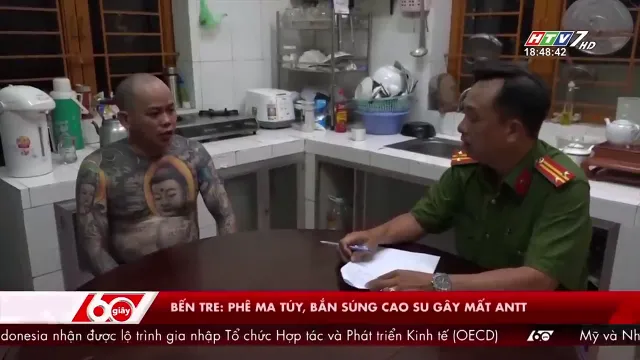 HTV7HD
18:48:42
60 giây
BẾN TRE: PHÊ MA TÚY, BẮN SÚNG CAO SU GÂY MẤT ANTT
donesia nhận được lộ trình gia nhập Tổ chức Hợp tác và Phát triển Kinh tế (OECD) 60 giây Mỹ và Nh